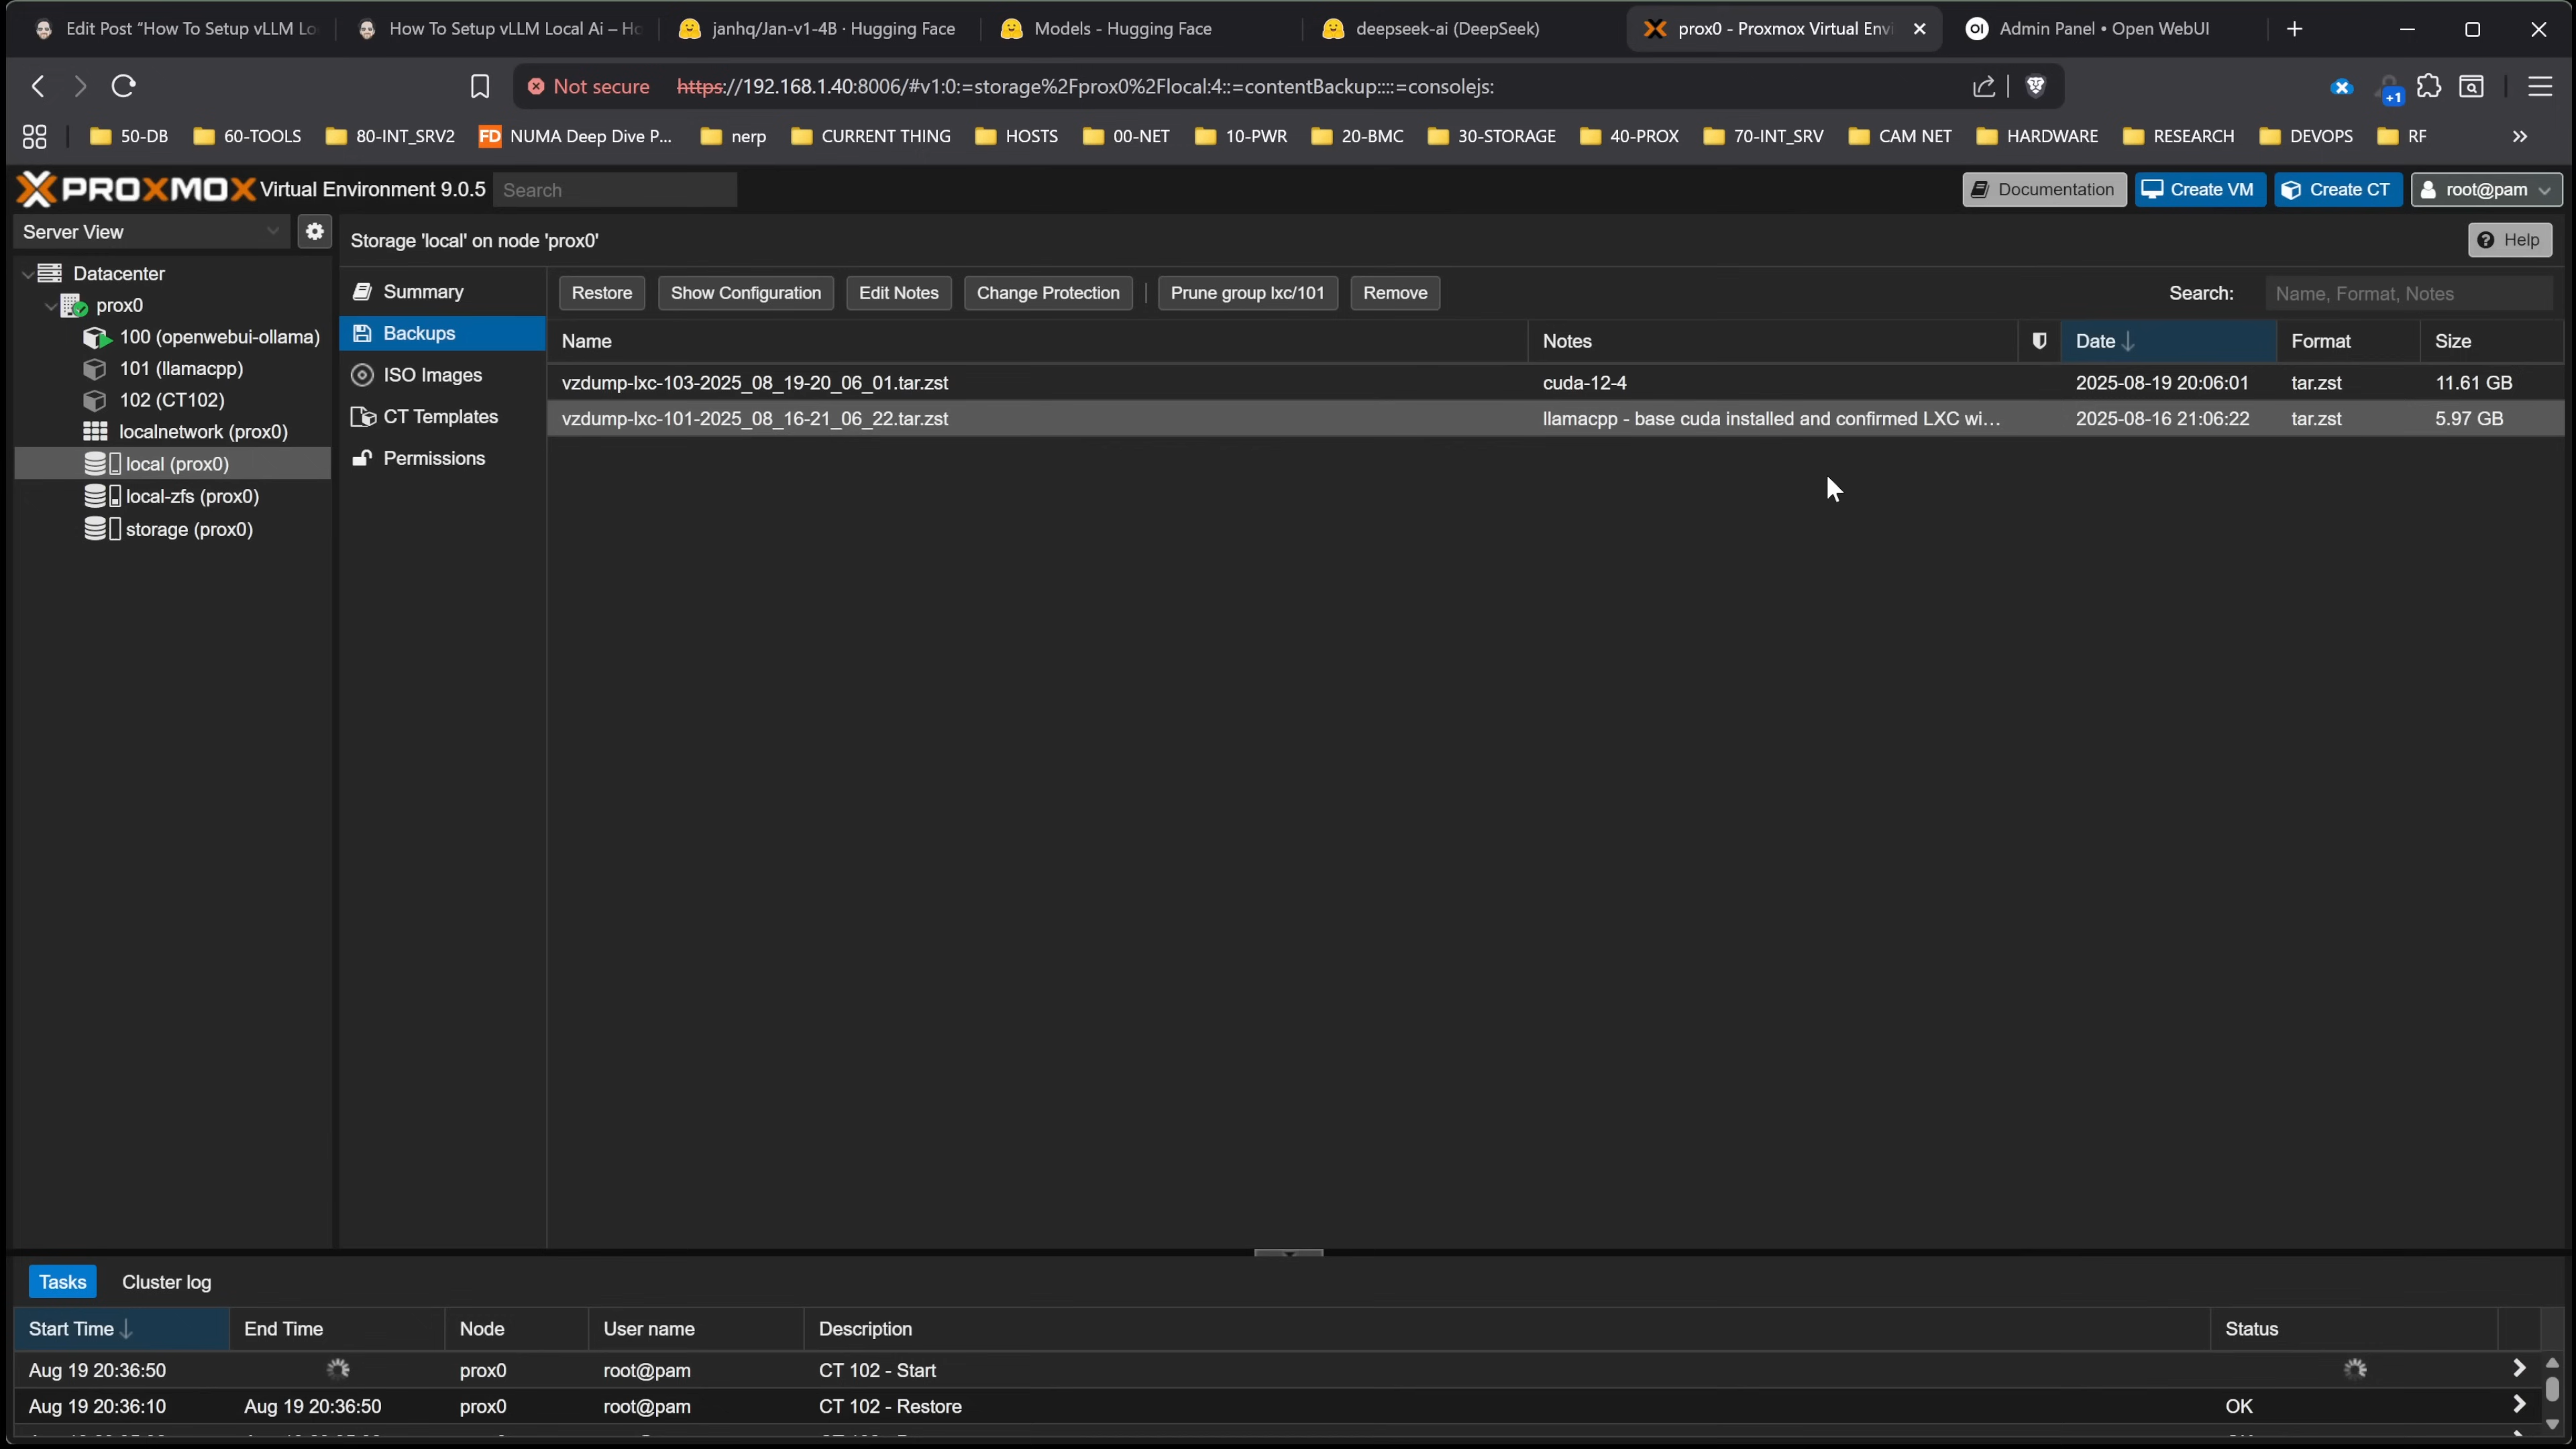 Edit Post “How To Setup vLLM Lo
How To Setup vLLM Local Ai – Ho
janhq/Jan-v1-4B · Hugging Face
Models - Hugging Face
deepseek-ai (DeepSeek)
prox0 - Proxmox Virtual Envi
OI Admin Panel • Open WebUI
Not secure https://192.168.1.40:8006/#v1:0:=storage%2Fprox0%2Flocal:4::=contentBackup::::=consolejs:
+1
50-DB 60-TOOLS 80-INT_SRV2 FD NUMA Deep Dive P... nerp CURRENT THING HOSTS 00-NET 10-PWR 20-BMC 30-STORAGE 40-PROX 70-INT_SRV CAM NET HARDWARE RESEARCH DEVOPS RF
PROXMOX Virtual Environment 9.0.5 Search Documentation Create VM Create CT root@pam
Server View
Storage 'local' on node 'prox0' Help
Datacenter
prox0
100 (openwebui-ollama)
101 (llamacpp)
102 (CT102)
localnetwork (prox0)
local (prox0)
local-zfs (prox0)
storage (prox0)
Summary
Backups
ISO Images
CT Templates
Permissions
Restore Show Configuration Edit Notes Change Protection Prune group lxc/101 Remove Search: Name, Format, Notes
Name Notes Date Format Size
vzdump-lxc-103-2025_08_19-20_06_01.tar.zst cuda-12-4 2025-08-19 20:06:01 tar.zst 11.61 GB
vzdump-lxc-101-2025_08_16-21_06_22.tar.zst llamacpp - base cuda installed and confirmed LXC wi... 2025-08-16 21:06:22 tar.zst 5.97 GB
Tasks Cluster log
Start Time End Time Node User name Description Status
Aug 19 20:36:50 prox0 root@pam CT 102 - Start
Aug 19 20:36:10 Aug 19 20:36:50 prox0 root@pam CT 102 - Restore OK